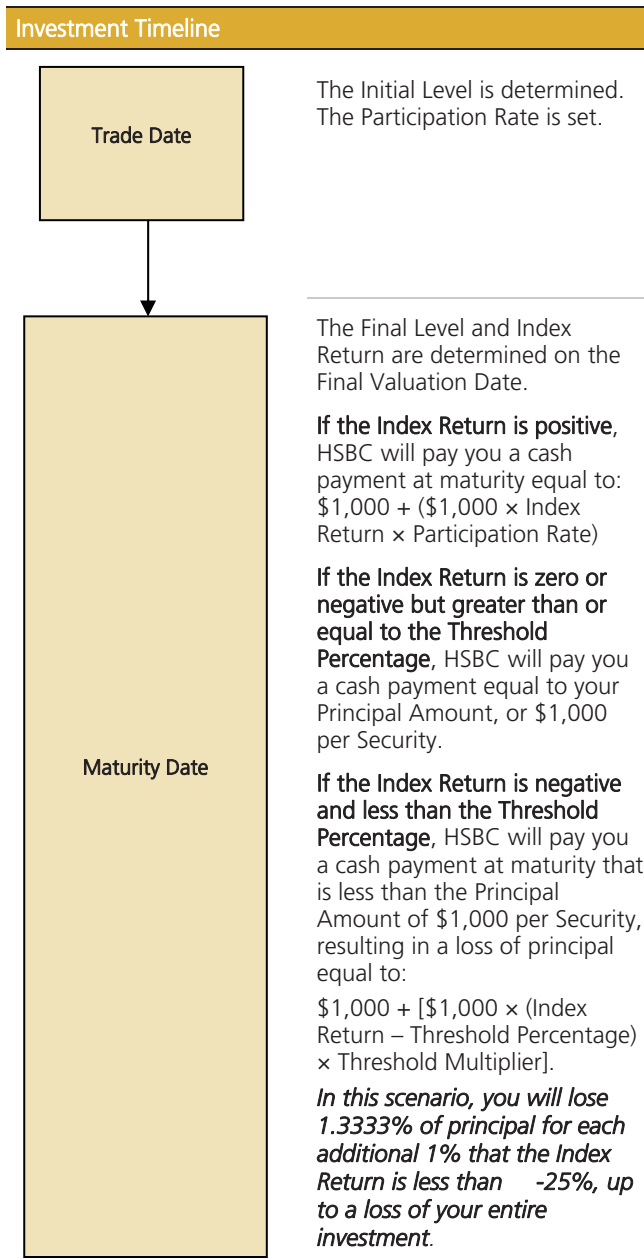 Investment Timeline
Trade Date
The Initial Level is determined.
The Participation Rate is set.
Maturity Date
The Final Level and Index
Return are determined on the
Final Valuation Date.
If the Index Return is positive,
HSBC will pay you a cash
payment at maturity equal to:
$1,000 + ($1,000 × Index
Return × Participation Rate)
If the Index Return is zero or
negative but greater than or
equal to the Threshold
Percentage, HSBC will pay you
a cash payment equal to your
Principal Amount, or $1,000
per Security.
If the Index Return is negative
and less than the Threshold
Percentage, HSBC will pay you
a cash payment at maturity that
is less than the Principal
Amount of $1,000 per Security,
resulting in a loss of principal
equal to:
$1,000 + [$1,000 × (Index
Return – Threshold Percentage)
× Threshold Multiplier].
In this scenario, you will lose
1.3333% of principal for each
additional 1% that the Index
Return is less than -25%, up
to a loss of your entire
investment.